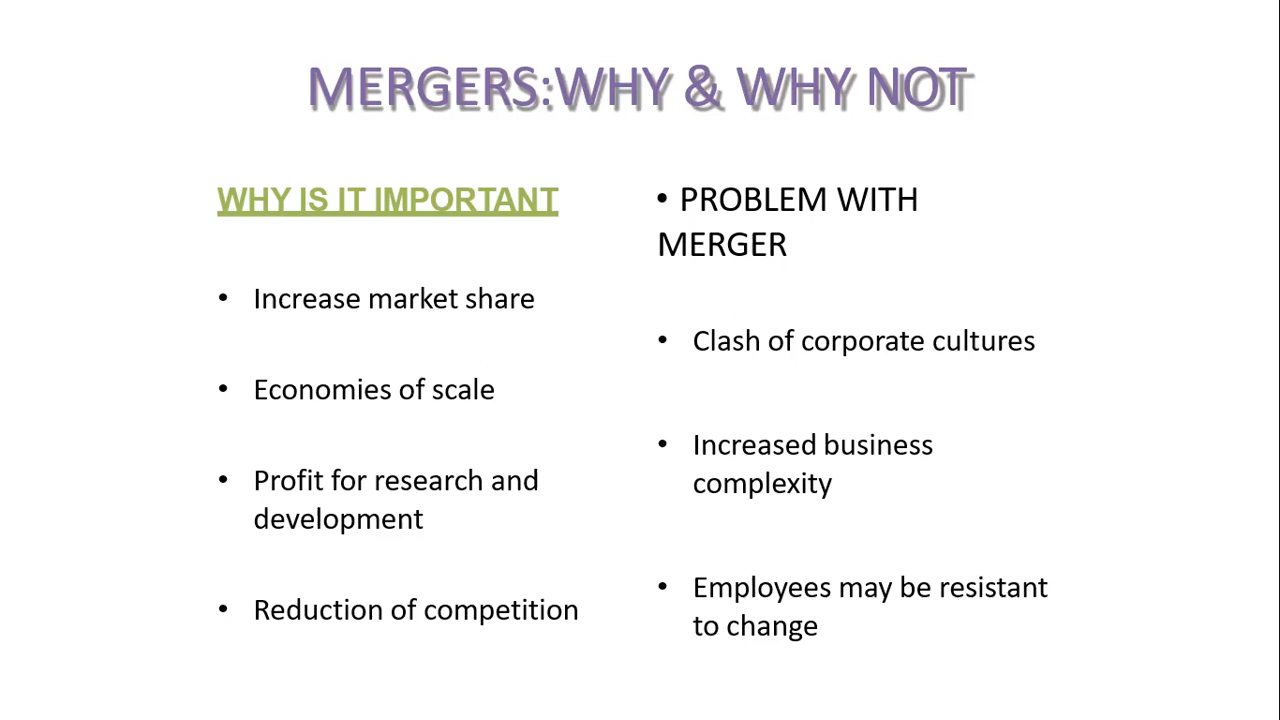 MERGERS:WHY & WHY NOT
WHY IS IT IMPORTANT
• Increase market share
• Economies of scale
• Profit for research and
development
• Reduction of competition
• PROBLEM WITH
MERGER
• Clash of corporate cultures
• Increased business
complexity
• Employees may be resistant
to change